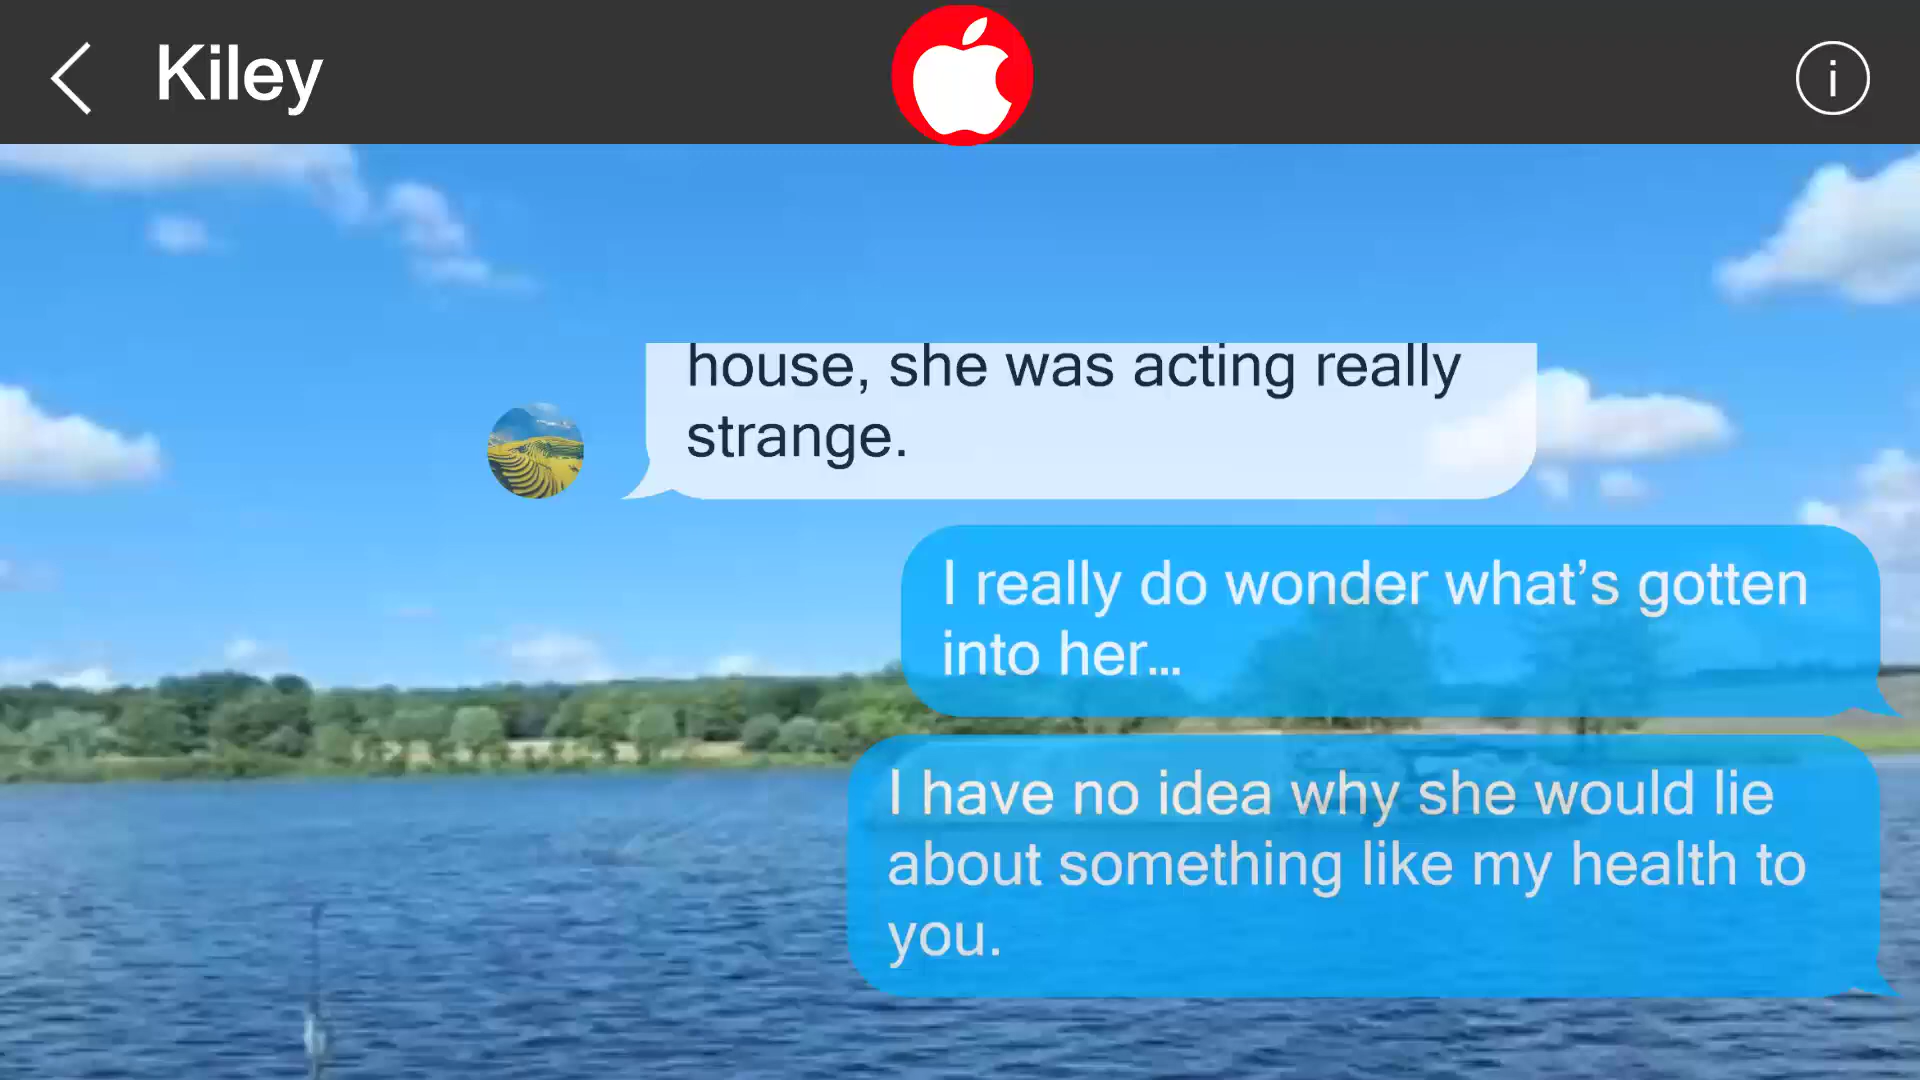 Kiley
i
house, she was acting really
strange.
I really do wonder what’s gotten
into her...
I have no idea why she would lie
about something like my health to
you.